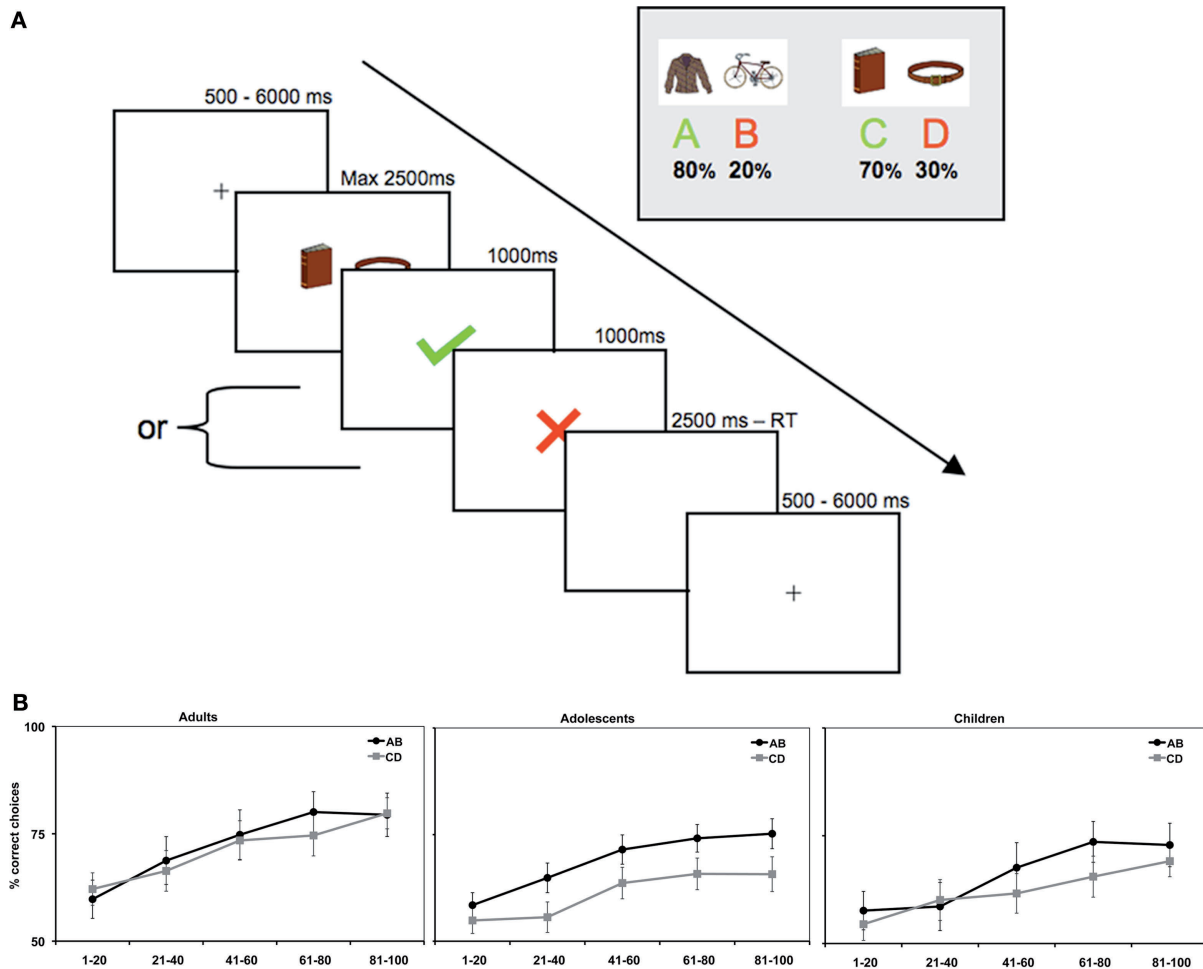 A
500 - 6000 ms
Max 2500ms
1000ms
1000ms
2500 ms – RT
500 - 6000 ms
or
A B C D
80% 20% 70% 30%
B
Adults Adolescents Children
% correct choices
100
75
50
AB
CD
AB
CD
AB
CD
1-20 21-40 41-60 61-80 81-100
1-20 21-40 41-60 61-80 81-100
1-20 21-40 41-60 61-80 81-100